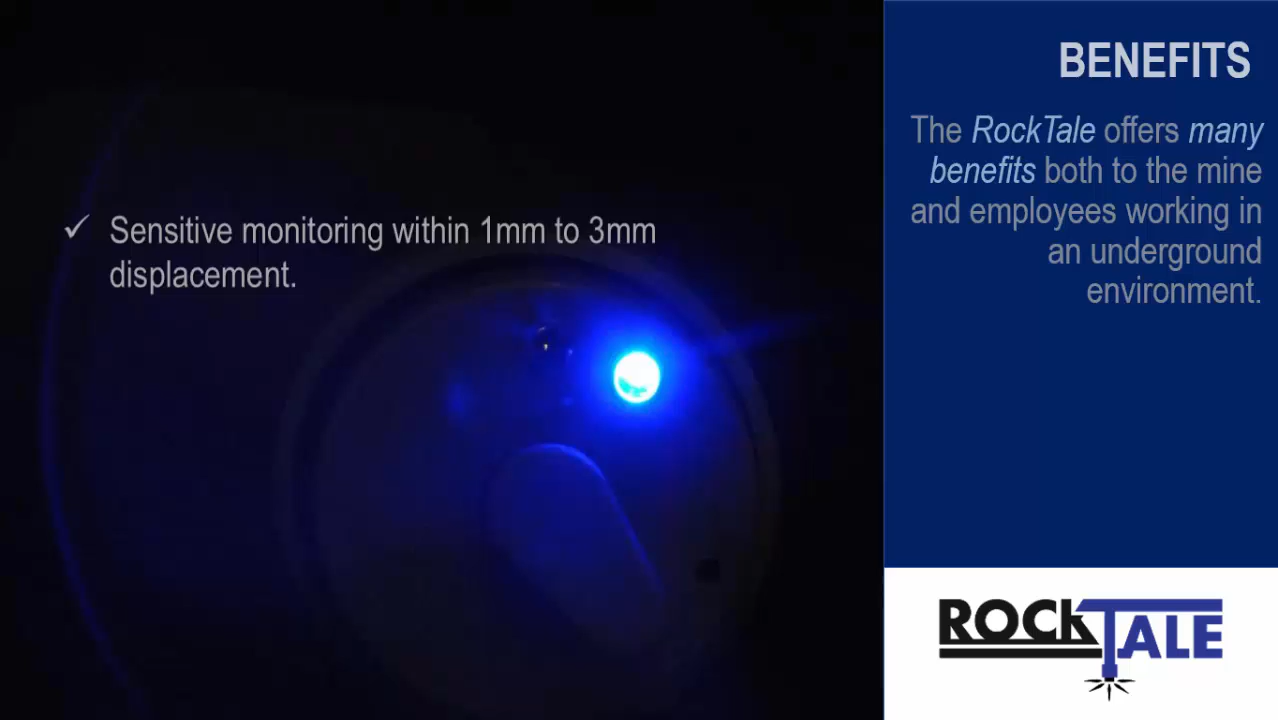 BENEFITS
The RockTale offers many
benefits both to the mine
and employees working in
an underground
environment.
✓ Sensitive monitoring within 1mm to 3mm
displacement.
ROCKTALE